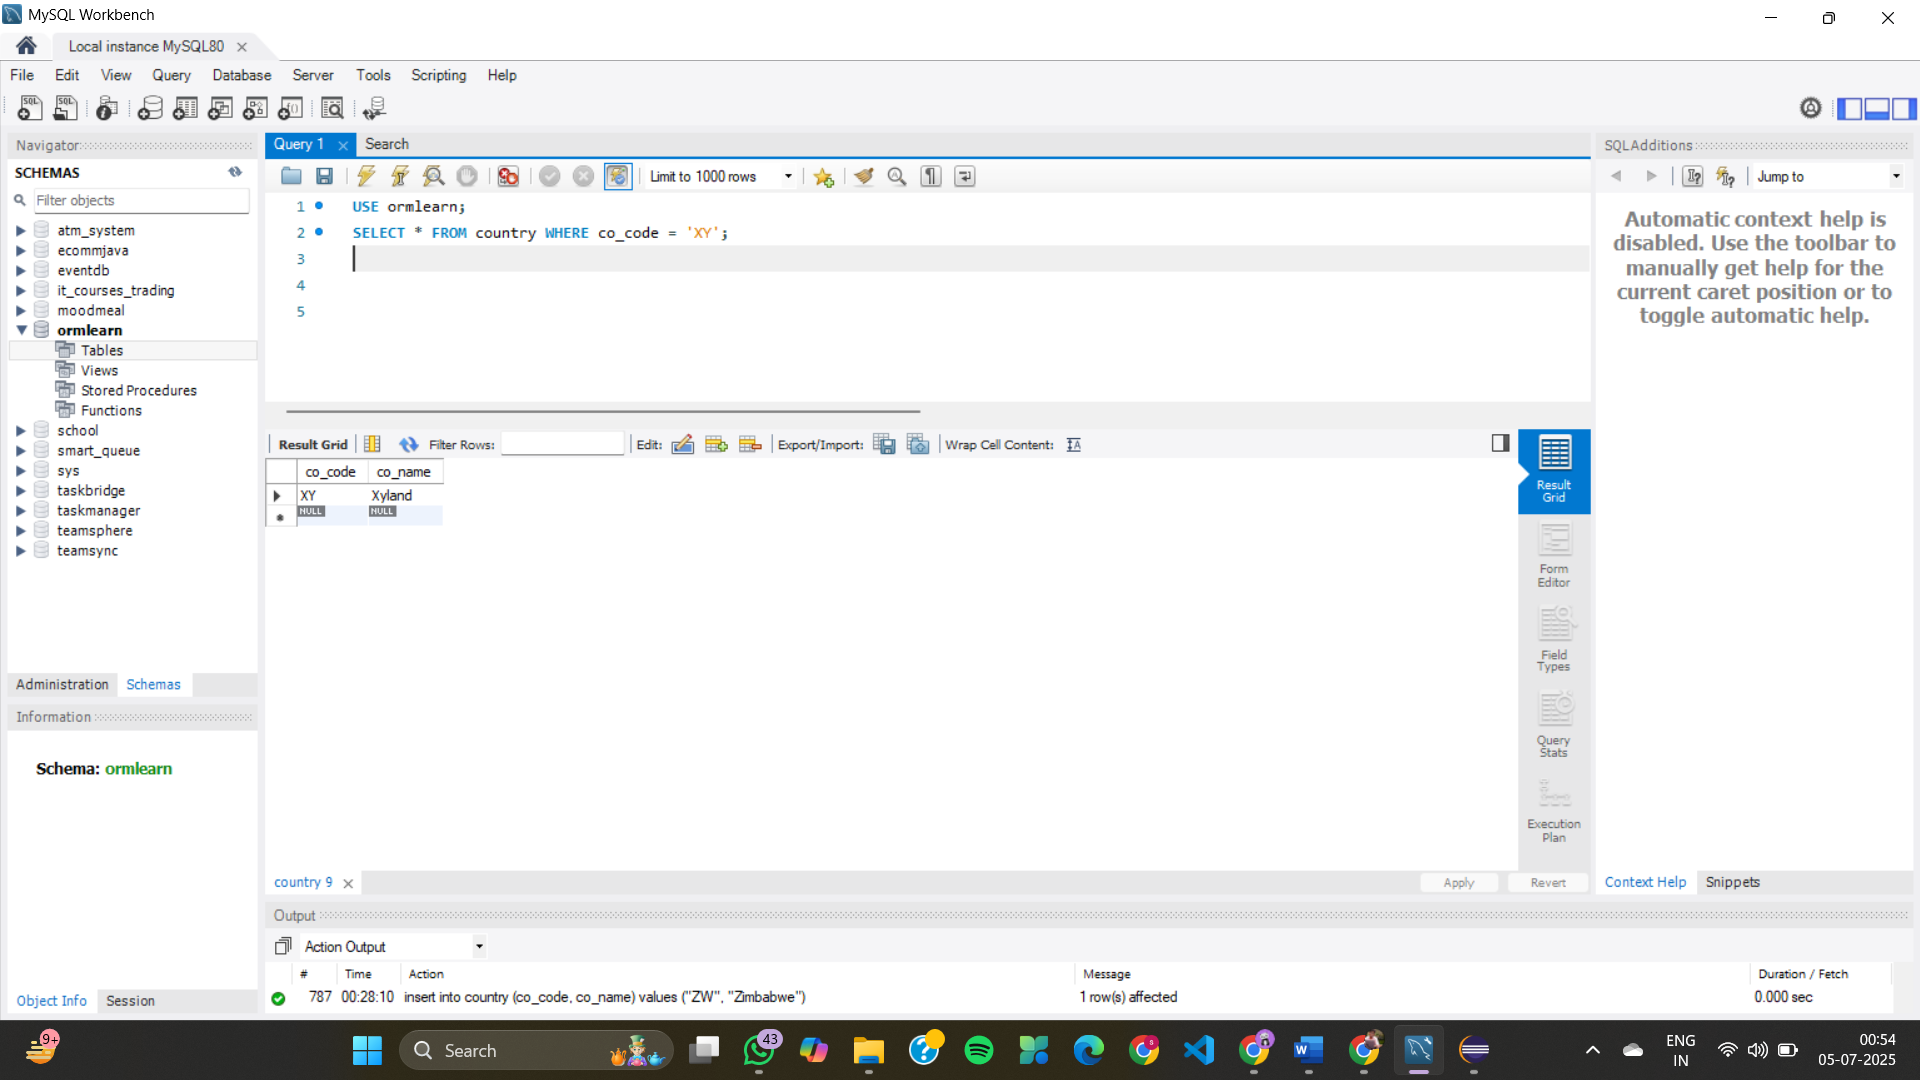 MySQL Workbench
Local instance MySQL80
File Edit View Query Database Server Tools Scripting Help
Navigator
SCHEMAS
Filter objects
atm_system
ecommjava
eventdb
it_courses_trading
moodmeal
ormlearn
Tables
Views
Stored Procedures
Functions
school
smart_queue
sys
taskbridge
taskmanager
teamsphere
teamsync
Administration Schemas
Information
Schema: ormlearn
Object Info Session
Query 1 Search
Limit to 1000 rows
1 USE ormlearn;
2 SELECT * FROM country WHERE co_code = 'XY';
3
4
5
Result Grid Filter Rows: Edit: Export/Import: Wrap Cell Content:
co_code co_name
XY Xyland
NULL NULL
Result Grid
Form Editor
Field Types
Query Stats
Execution Plan
country 9 Apply Revert
SQLAdditions
Jump to
Automatic context help is
disabled. Use the toolbar to
manually get help for the
current caret position or to
toggle automatic help.
Context Help Snippets
Output
Action Output
# Time Action Message Duration / Fetch
787 00:28:10 insert into country (co_code, co_name) values ("ZW", "Zimbabwe") 1 row(s) affected 0.000 sec
9+
Search
43
ENG
IN
00:54
05-07-2025